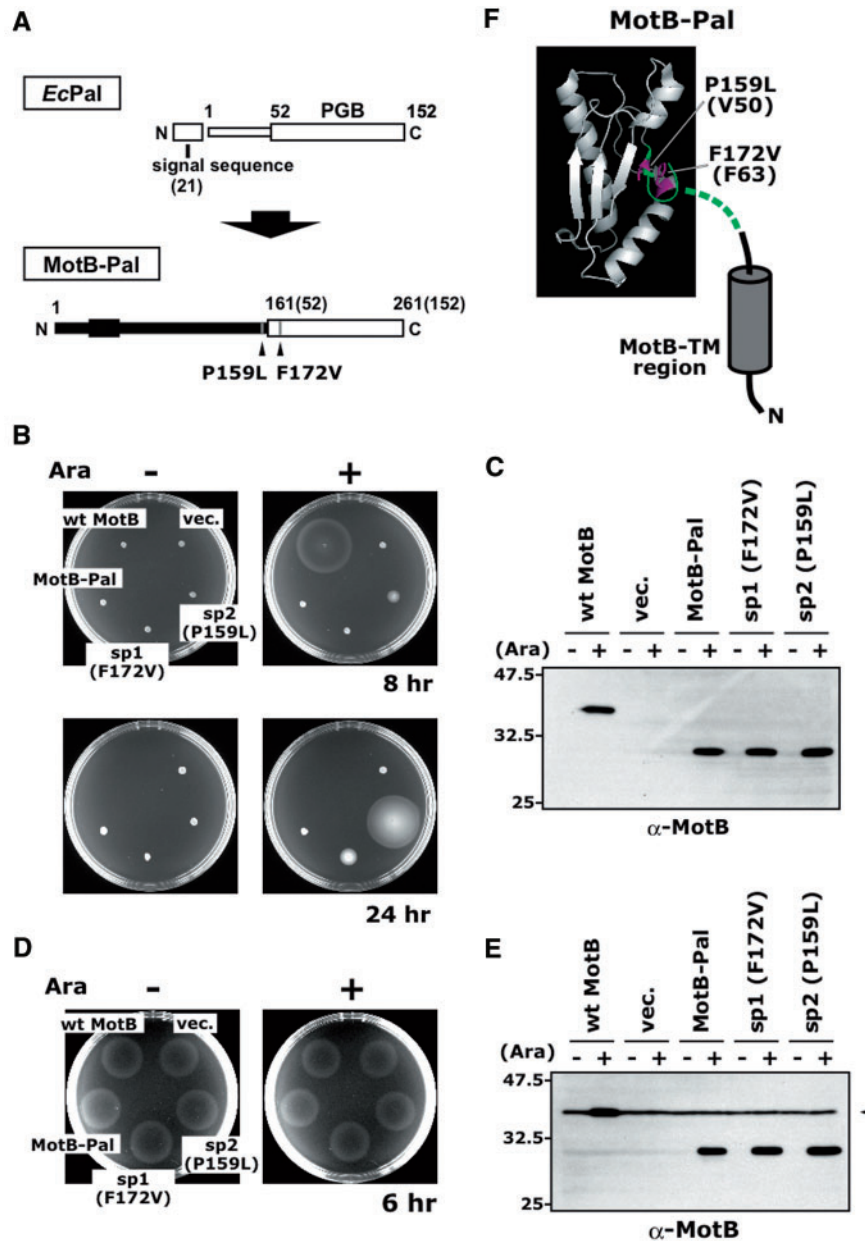 A
EcPal
1
52
PGB
152
N
C
signal sequence
(21)
MotB-Pal
1
161(52)
261(152)
N
C
P159L
F172V
F
MotB-Pal
P159L
(V50)
F172V
(F63)
MotB-TM
region
N
B
Ara
-
+
wt MotB
vec.
MotB-Pal
sp2
(P159L)
sp1
(F172V)
8 hr
24 hr
C
wt MotB
vec.
MotB-Pal
sp1 (F172V)
sp2 (P159L)
(Ara)
- + - + - + - + - +
47.5-
32.5-
25-
α-MotB
D
Ara
-
+
wt MotB
vec.
MotB-Pal
sp2
(P159L)
sp1
(F172V)
6 hr
E
wt MotB
vec.
MotB-Pal
sp1 (F172V)
sp2 (P159L)
(Ara)
- + - + - + - + - +
47.5-
32.5-
25-
α-MotB